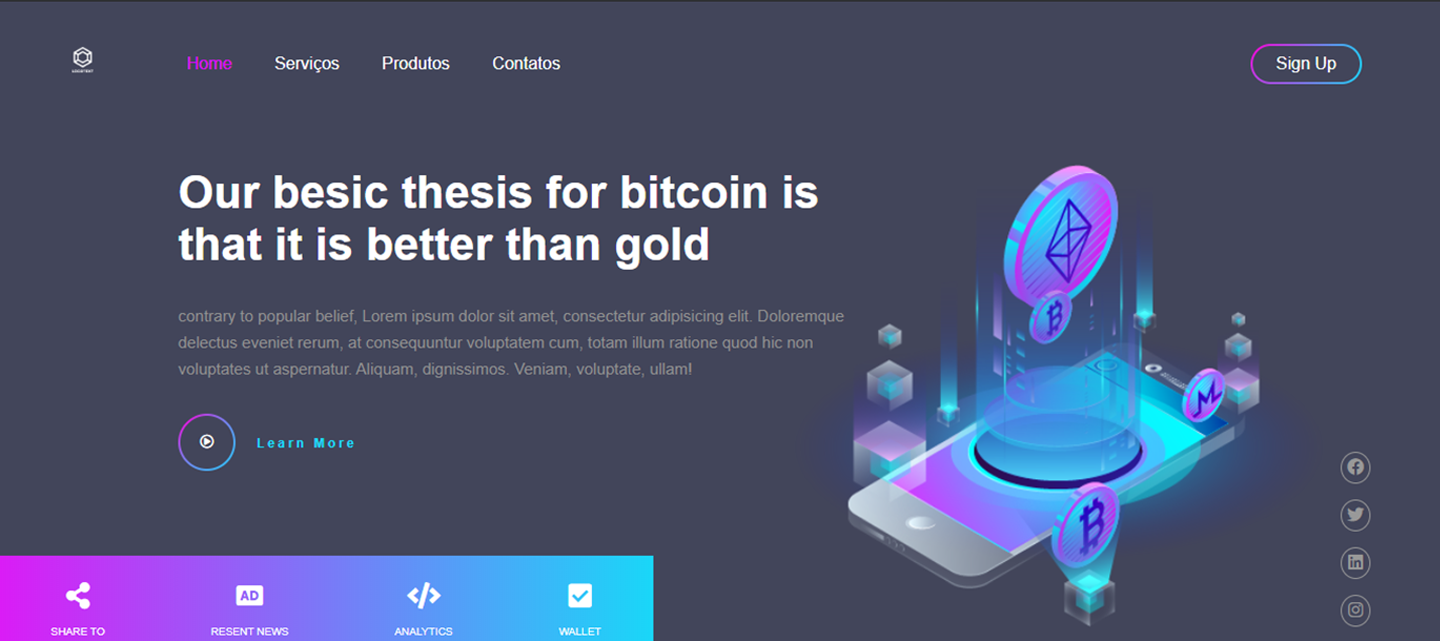 Home Serviços Produtos Contatos Sign Up
Our besic thesis for bitcoin is
that it is better than gold
contrary to popular belief, Lorem ipsum dolor sit amet, consectetur adipisicing elit. Doloremque
delectus eveniet rerum, at consequuntur voluptatem cum, totam illum ratione quod hic non
voluptates ut aspernatur. Aliquam, dignissimos. Veniam, voluptate, ullam!
Learn More
AD
SHARE TO RESENT NEWS ANALYTICS WALLET